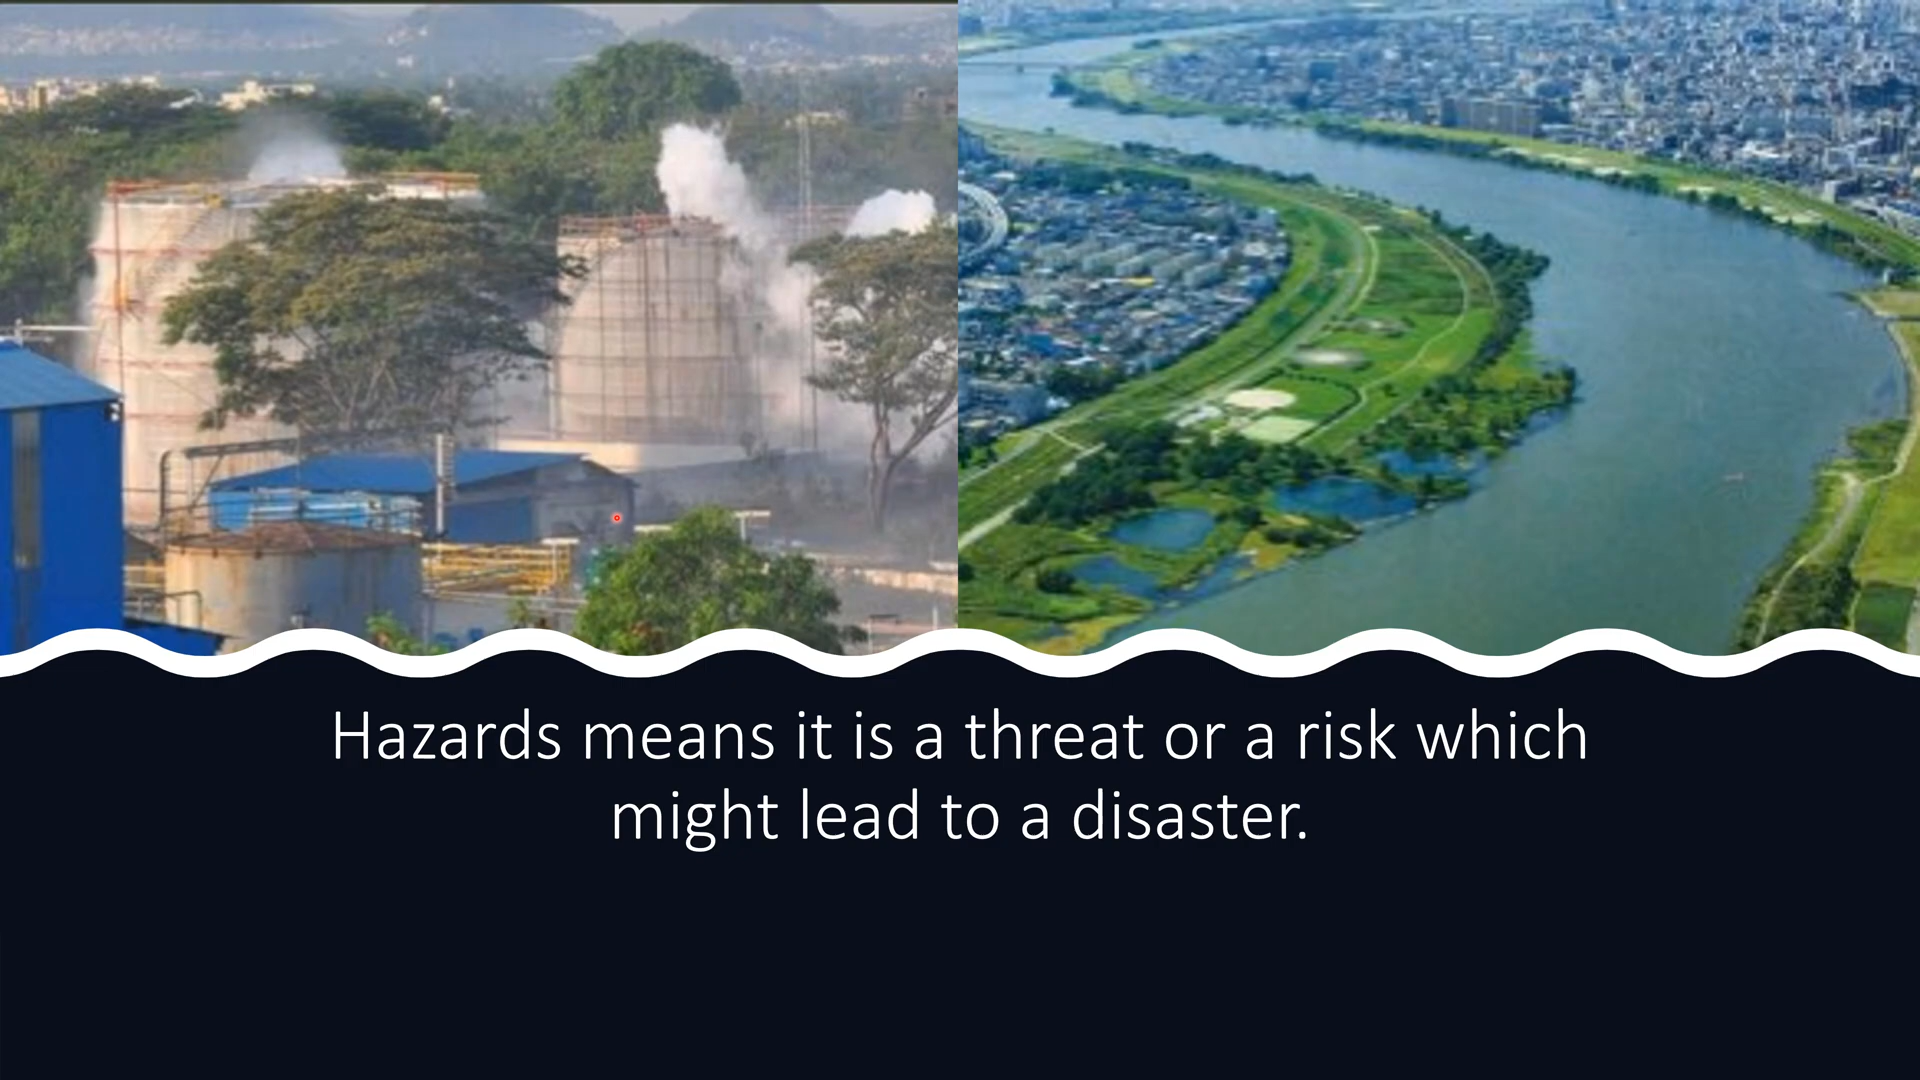 Hazards means it is a threat or a risk which
might lead to a disaster.